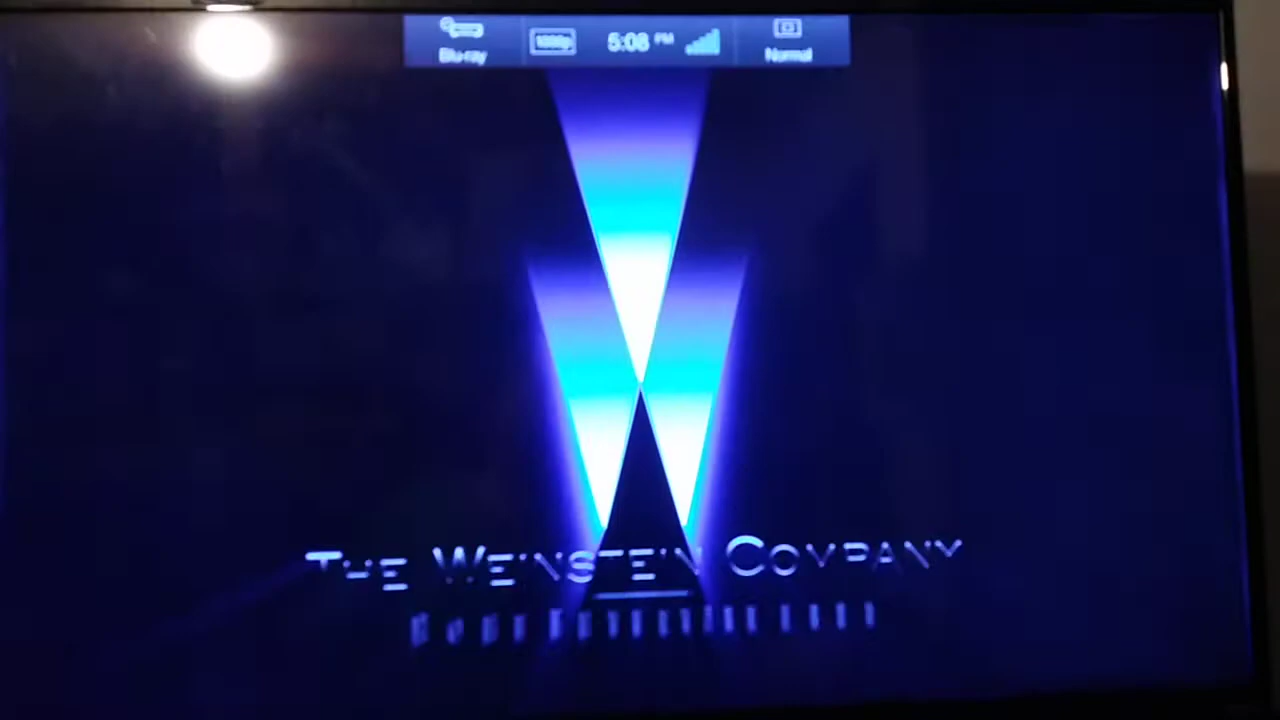 Blu-ray
1080p
5:08 PM
Normal
THE WEINSTEIN COMPANY